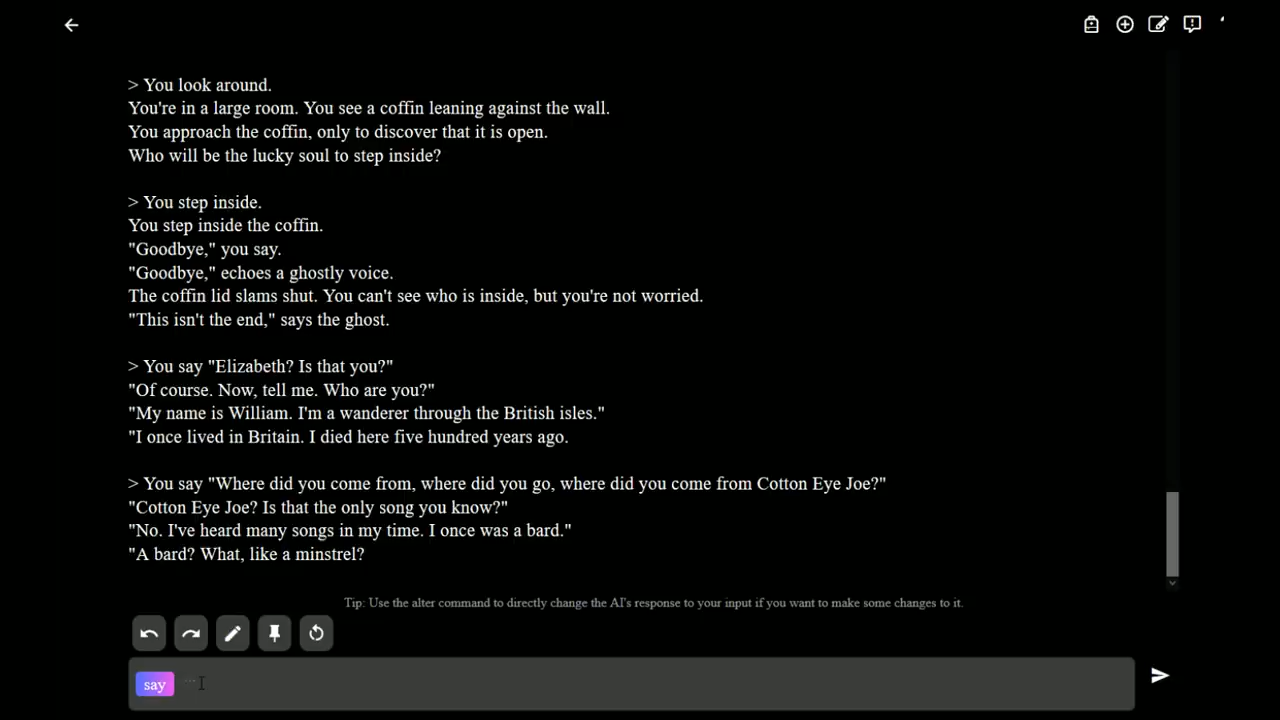 > You look around.
You're in a large room. You see a coffin leaning against the wall.
You approach the coffin, only to discover that it is open.
Who will be the lucky soul to step inside?
> You step inside.
You step inside the coffin.
"Goodbye," you say.
"Goodbye," echoes a ghostly voice.
The coffin lid slams shut. You can't see who is inside, but you're not worried.
"This isn't the end," says the ghost.
> You say "Elizabeth? Is that you?"
"Of course. Now, tell me. Who are you?"
"My name is William. I'm a wanderer through the British isles."
"I once lived in Britain. I died here five hundred years ago.
> You say "Where did you come from, where did you go, where did you come from Cotton Eye Joe?"
"Cotton Eye Joe? Is that the only song you know?"
"No. I've heard many songs in my time. I once was a bard."
"A bard? What, like a minstrel?
Tip: Use the alter command to directly change the AI's response to your input if you want to make some changes to it.
say